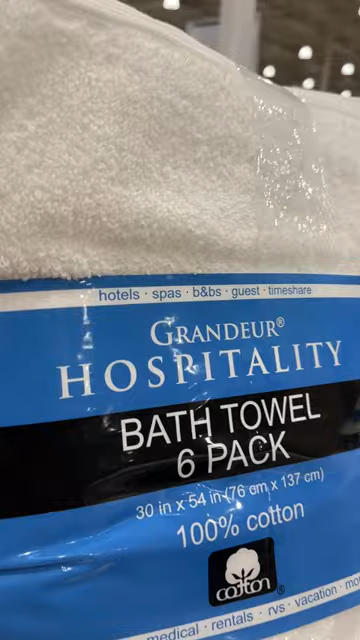 hotels · spas · b&bs · guest · timeshare
GRANDEUR®
HOSPITALITY
BATH TOWEL
6 PACK
30 in x 54 in (76 cm x 137 cm)
100% cotton
cotton®
medical · rentals · rvs · vacation ·